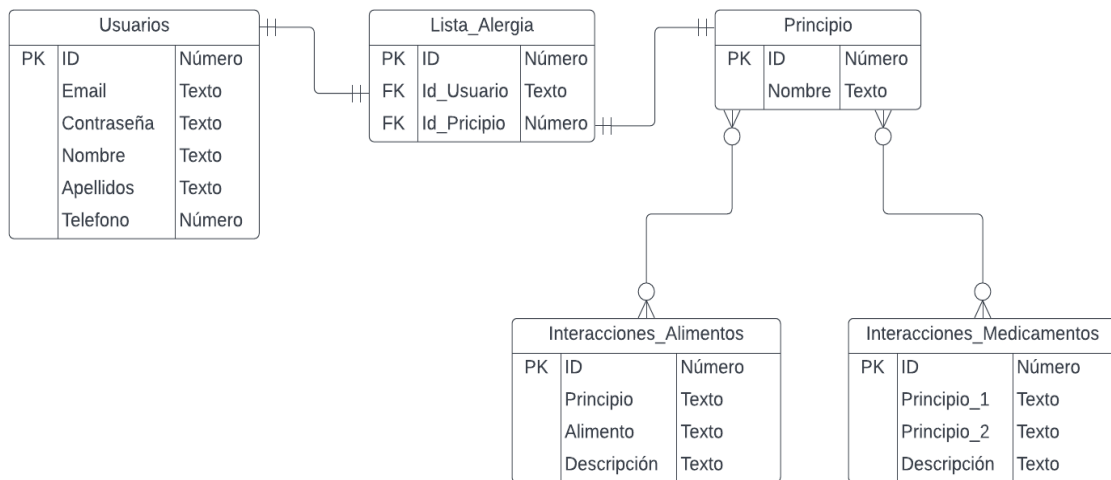 Usuarios
PK ID Número
Email Texto
Contraseña Texto
Nombre Texto
Apellidos Texto
Telefono Número
Lista_Alergia
PK ID Número
FK Id_Usuario Texto
FK Id_Pricipio Número
Principio
PK ID Número
Nombre Texto
Interacciones_Alimentos
PK ID Número
Principio Texto
Alimento Texto
Descripción Texto
Interacciones_Medicamentos
PK ID Número
Principio_1 Texto
Principio_2 Texto
Descripción Texto